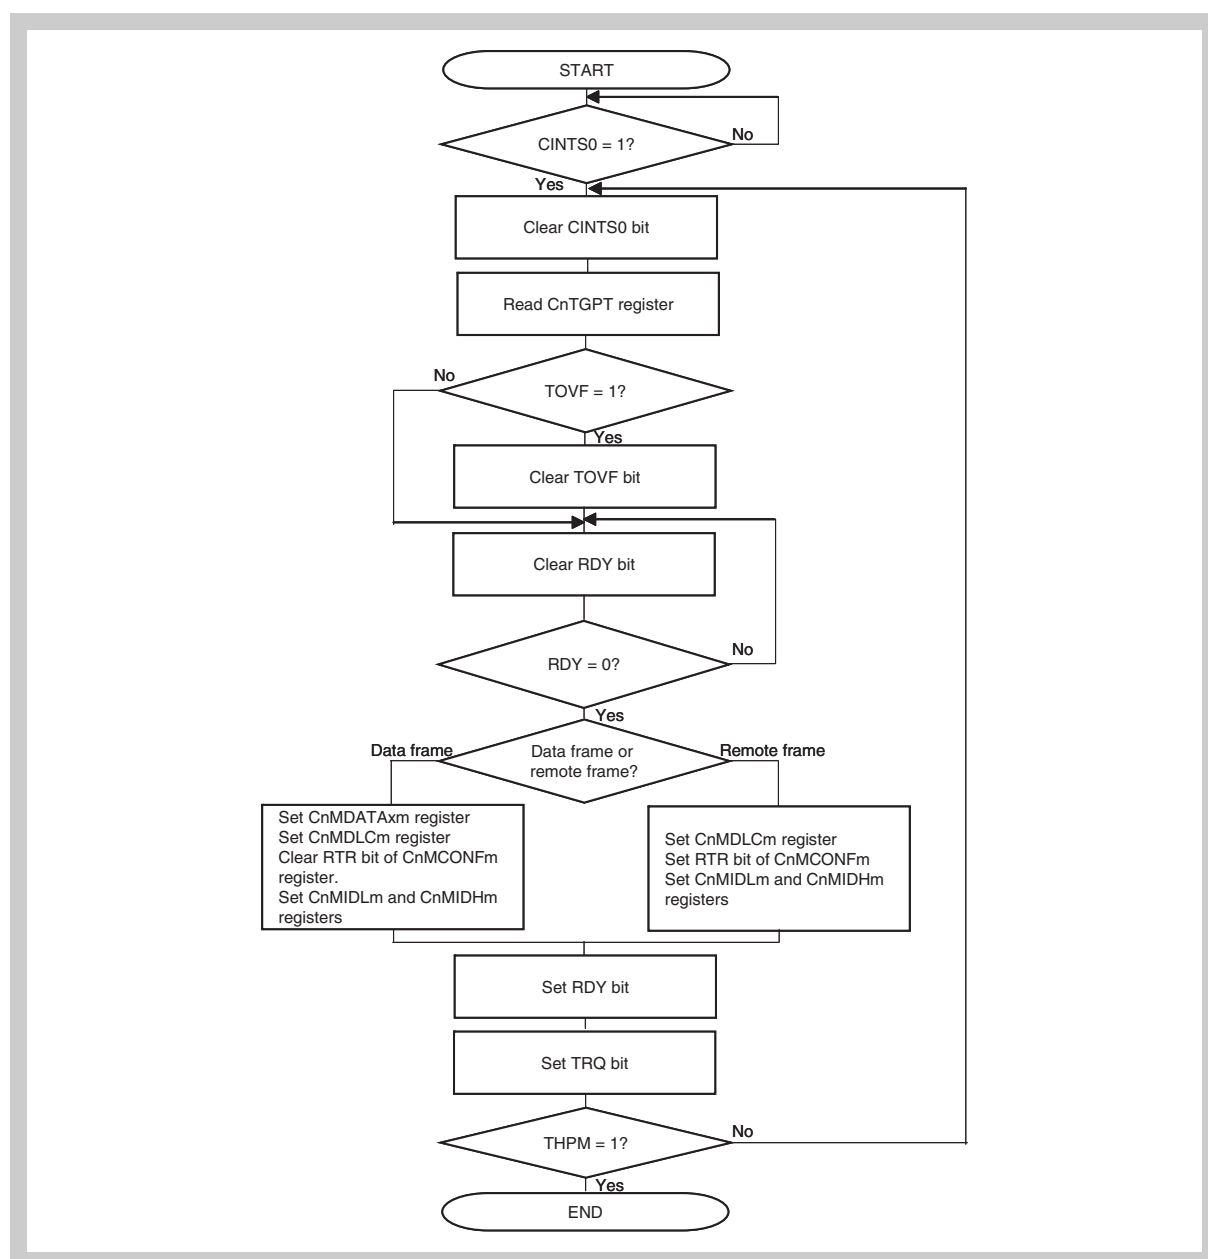 START
CINTS0 = 1?
No
Yes
Clear CINTS0 bit
Read CnTGPT register
No
TOVF = 1?
Yes
Clear TOVF bit
Clear RDY bit
RDY = 0?
No
Yes
Data frame
Data frame or
remote frame?
Remote frame
Set CnMDATAxm register
Set CnMDLCm register
Clear RTR bit of CnMCONFm
register.
Set CnMIDLm and CnMIDHm
registers
Set CnMDLCm register
Set RTR bit of CnMCONFm
Set CnMIDLm and CnMIDHm
registers
Set RDY bit
Set TRQ bit
THPM = 1?
No
Yes
END